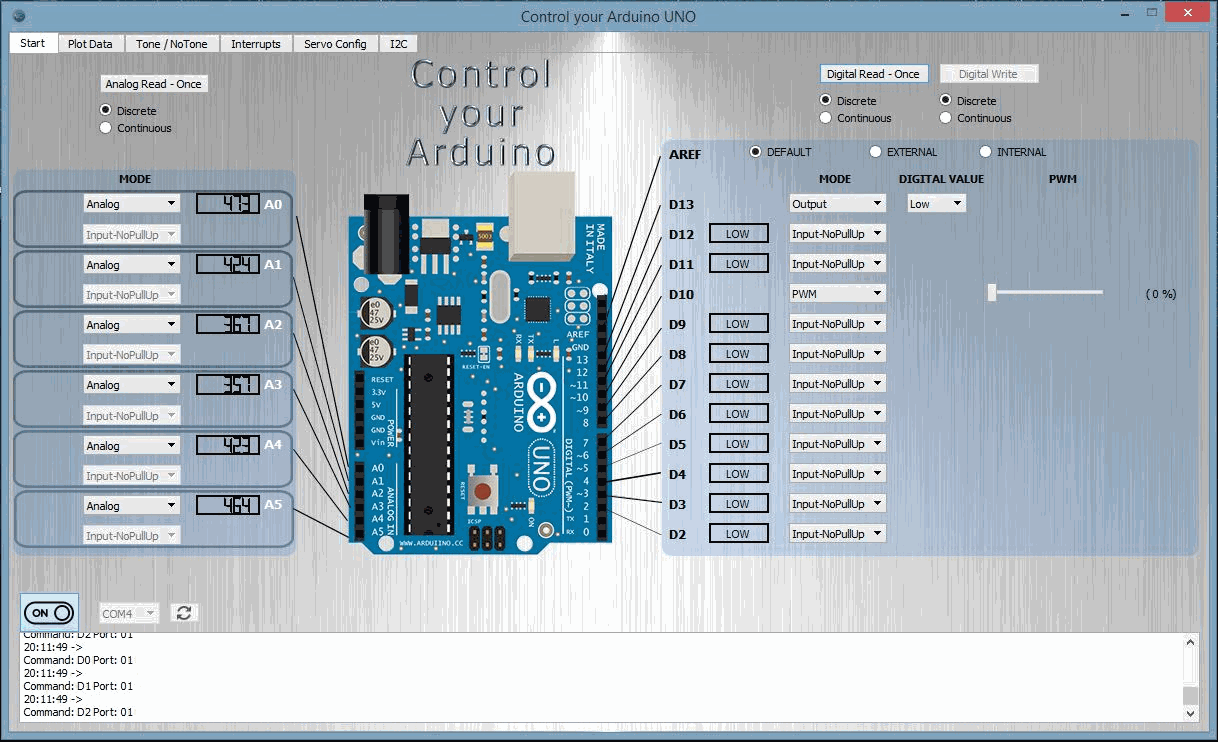 Control your Arduino UNO
Start Plot Data Tone / NoTone Interrupts Servo Config I2C
Control
your
Arduino
Analog Read - Once
Discrete
Continuous
Digital Read - Once Digital Write
Discrete Discrete
Continuous Continuous
MODE
Analog 473 A0
Input-NoPullUp
Analog 424 A1
Input-NoPullUp
Analog 367 A2
Input-NoPullUp
Analog 357 A3
Input-NoPullUp
Analog 429 A4
Input-NoPullUp
Analog 464 A5
Input-NoPullUp
MADE
IN ITALY
5003
e0
47
25V
e0
47
25V
RESET-EN
RX
TX
L
AREF
GND
13
12
~11
~10
~9
8
7
~6
~5
4
~3
2
TX 1
RX 0
ARDUINO
UNO
DIGITAL (PWM~)
RESET
3.3V
5V
GND
GND
Vin
POWER
A0
A1
A2
A3
A4
A5
ANALOG IN
RESET
ICSP
ON
WWW.ARDUIINO.CC
AREF DEFAULT EXTERNAL INTERNAL
MODE DIGITAL VALUE PWM
D13 Output Low
D12 LOW Input-NoPullUp
D11 LOW Input-NoPullUp
D10 PWM ( 0 %)
D9 LOW Input-NoPullUp
D8 LOW Input-NoPullUp
D7 LOW Input-NoPullUp
D6 LOW Input-NoPullUp
D5 LOW Input-NoPullUp
D4 LOW Input-NoPullUp
D3 LOW Input-NoPullUp
D2 LOW Input-NoPullUp
ON COM4
Command: D2 Port: 01
20:11:49 ->
Command: D0 Port: 01
20:11:49 ->
Command: D1 Port: 01
20:11:49 ->
Command: D2 Port: 01